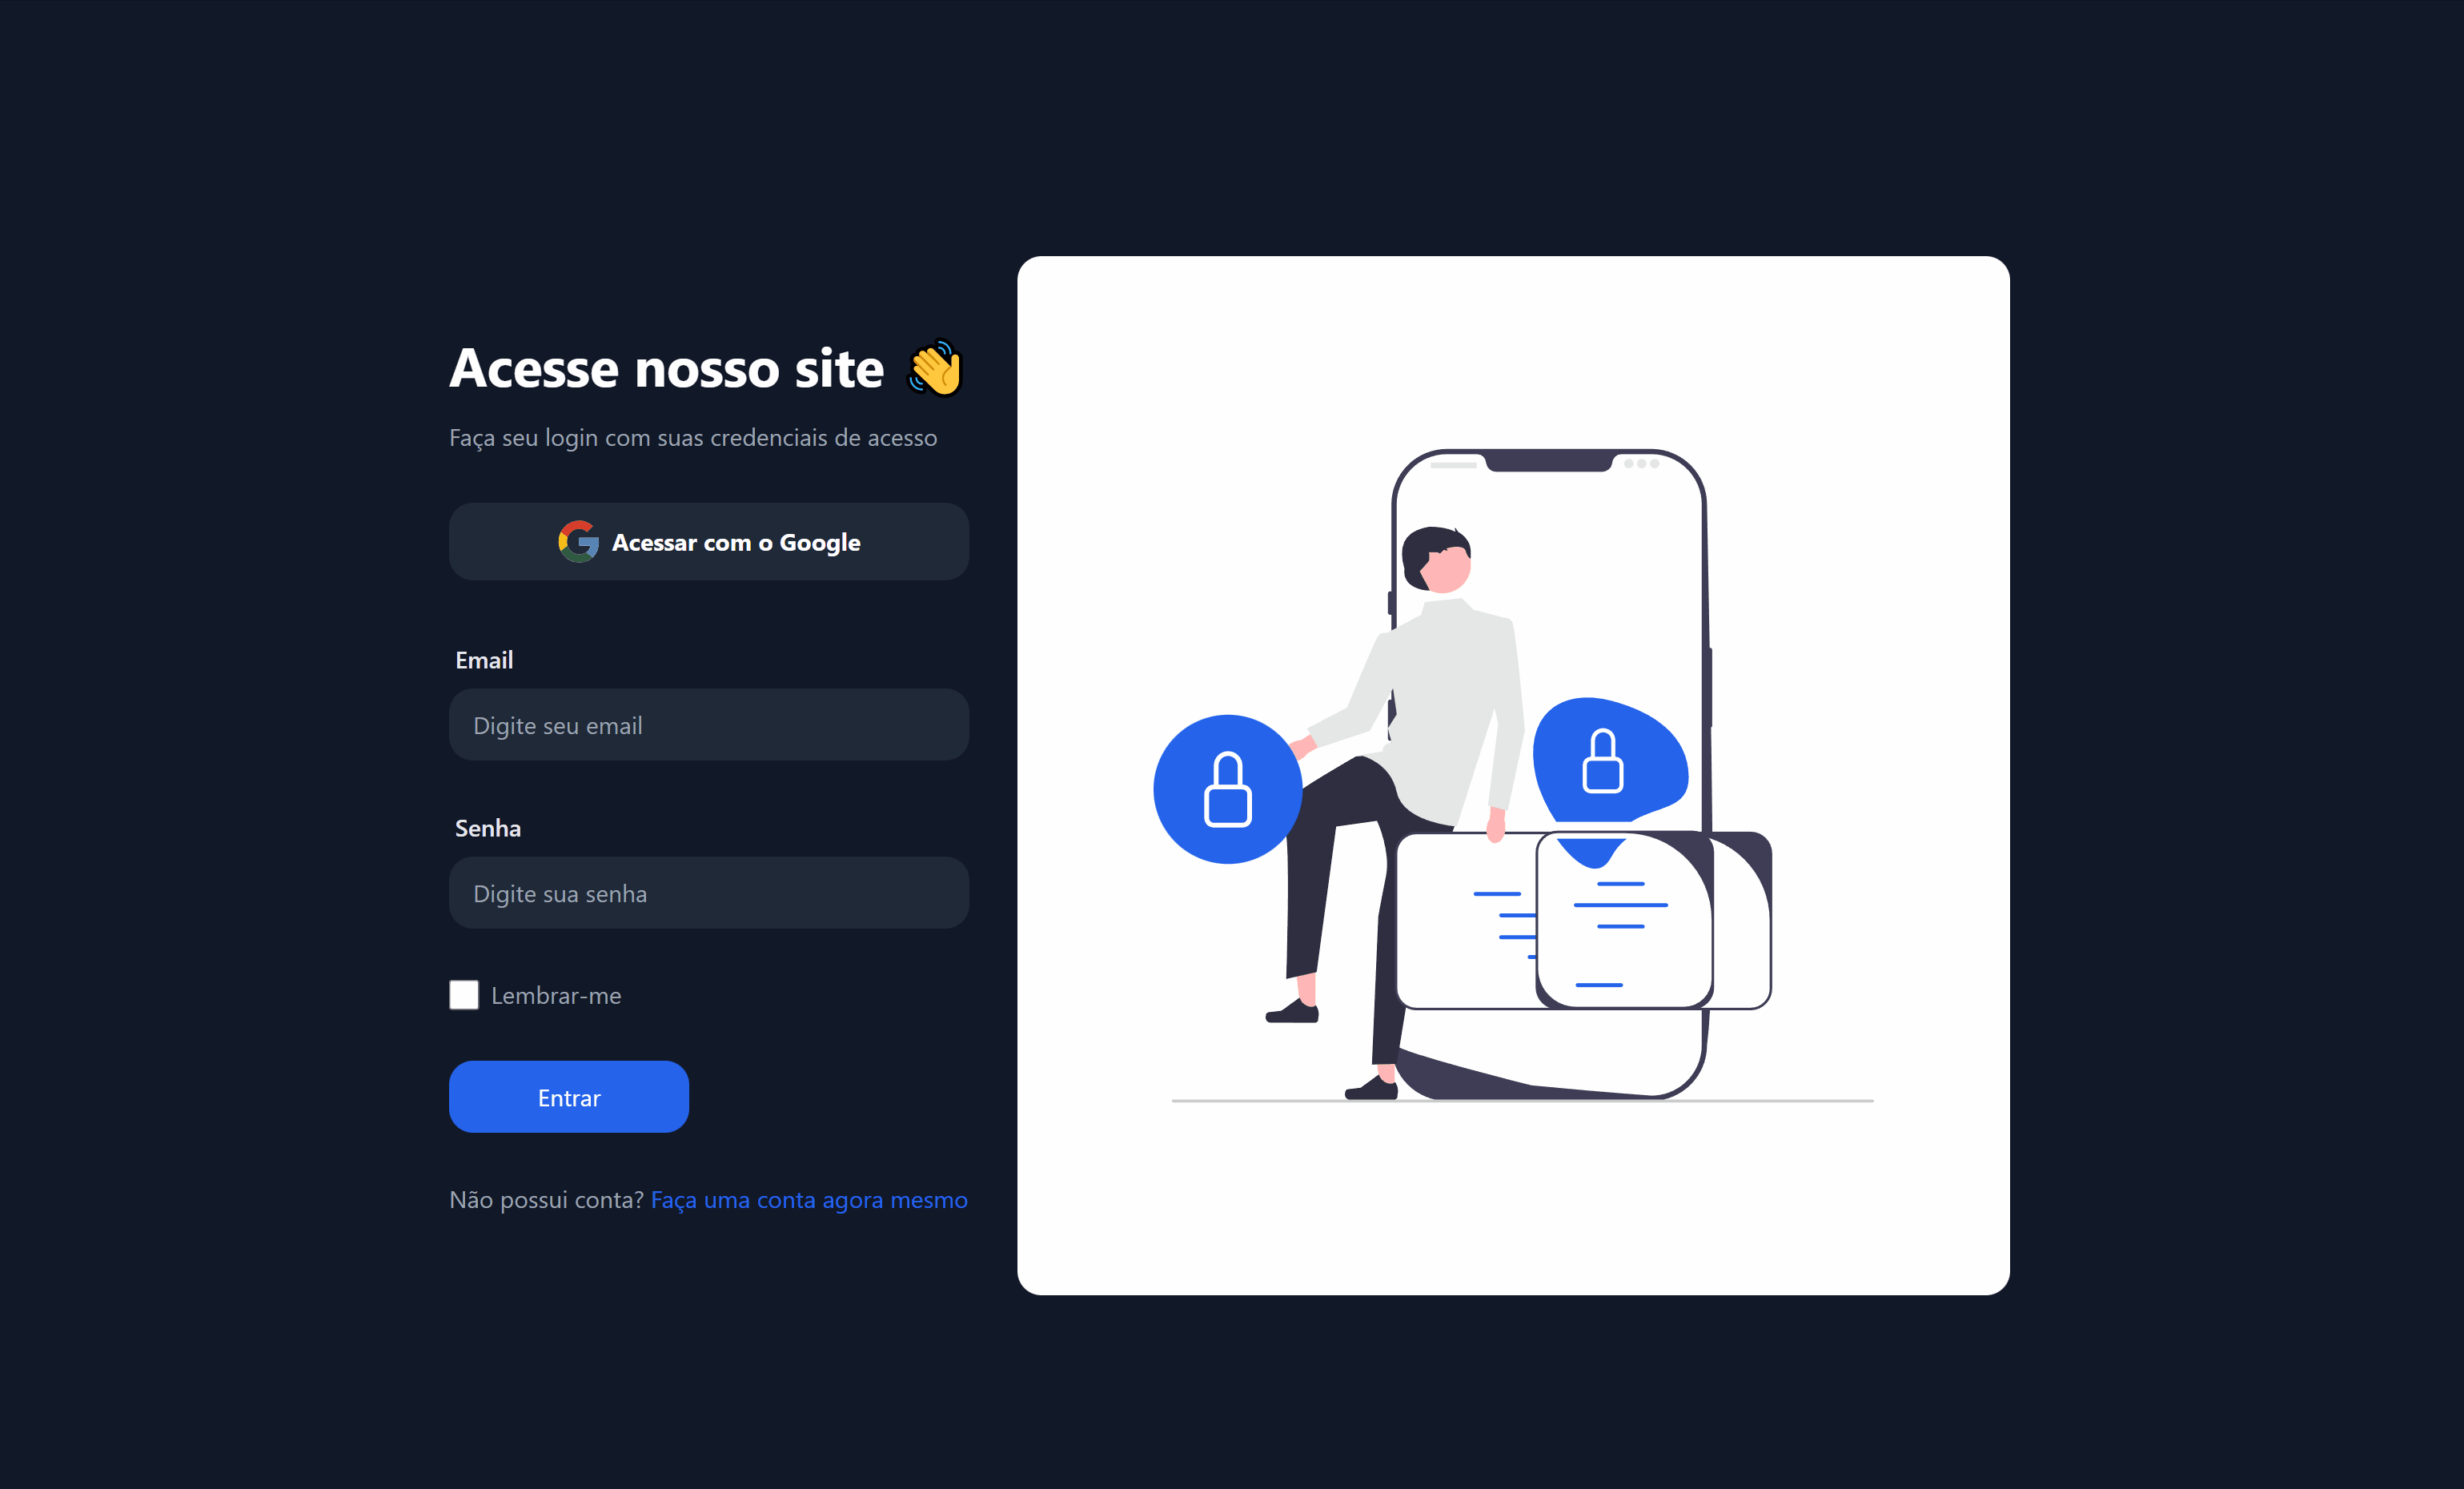 Acesse nosso site 👋
Faça seu login com suas credenciais de acesso
Acessar com o Google
Email
Digite seu email
Senha
Digite sua senha
Lembrar-me
Entrar
Não possui conta? Faça uma conta agora mesmo